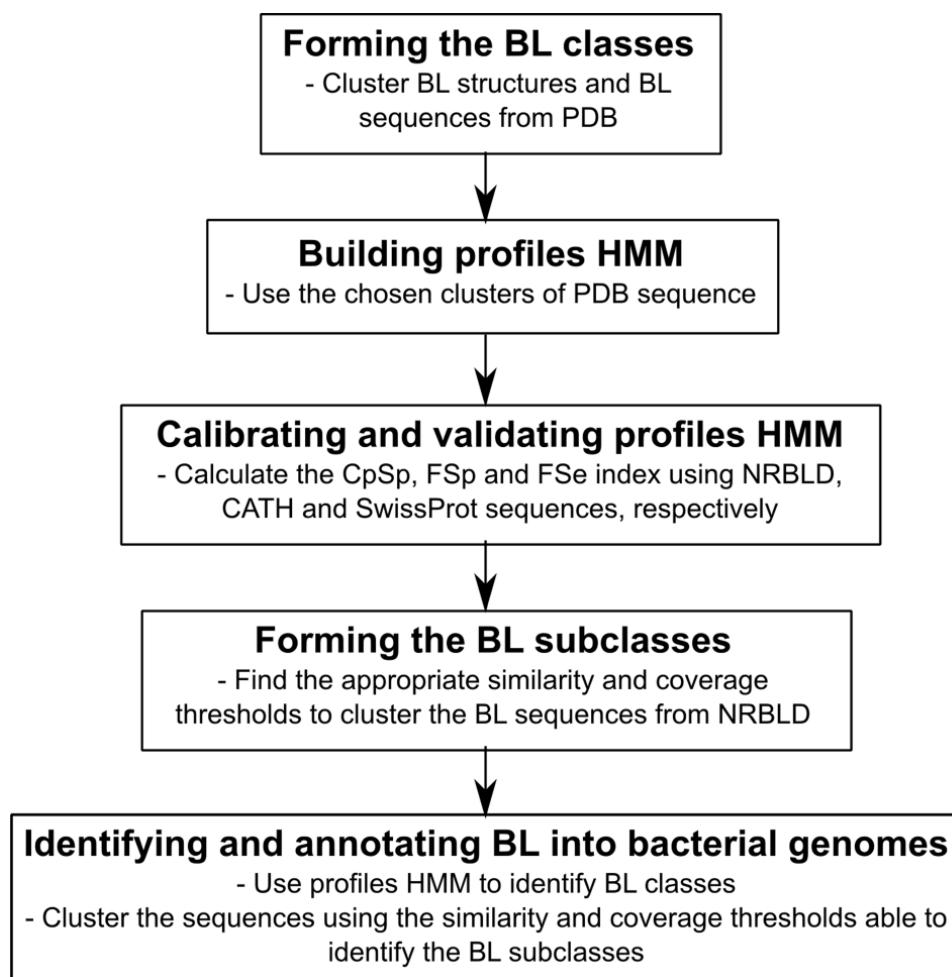 Forming the BL classes
- Cluster BL structures and BL
sequences from PDB
Building profiles HMM
- Use the chosen clusters of PDB sequence
Calibrating and validating profiles HMM
- Calculate the CpSp, FSp and FSe index using NRBLD,
CATH and SwissProt sequences, respectively
Forming the BL subclasses
- Find the appropriate similarity and coverage
thresholds to cluster the BL sequences from NRBLD
Identifying and annotating BL into bacterial genomes
- Use profiles HMM to identify BL classes
- Cluster the sequences using the similarity and coverage thresholds able to
identify the BL subclasses